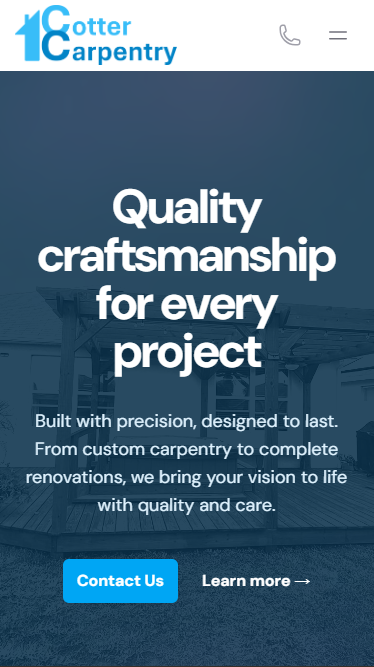 Cotter
Carpentry
Quality
craftsmanship
for every
project
Built with precision, designed to last.
From custom carpentry to complete
renovations, we bring your vision to life
with quality and care.
Contact Us
Learn more →